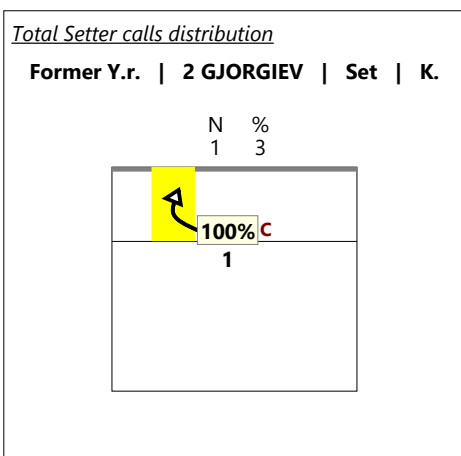 Total Setter calls distribution
Former Y.r. | 2 GJORGIEV | Set | K.
N %
1 3
100% C
1